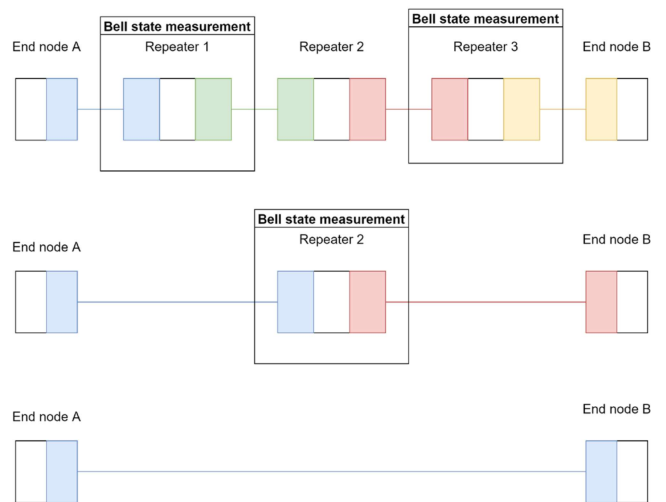 Bell state measurement
Bell state measurement
End node A
Repeater 1
Repeater 2
Repeater 3
End node B
Bell state measurement
End node A
Repeater 2
End node B
End node A
End node B